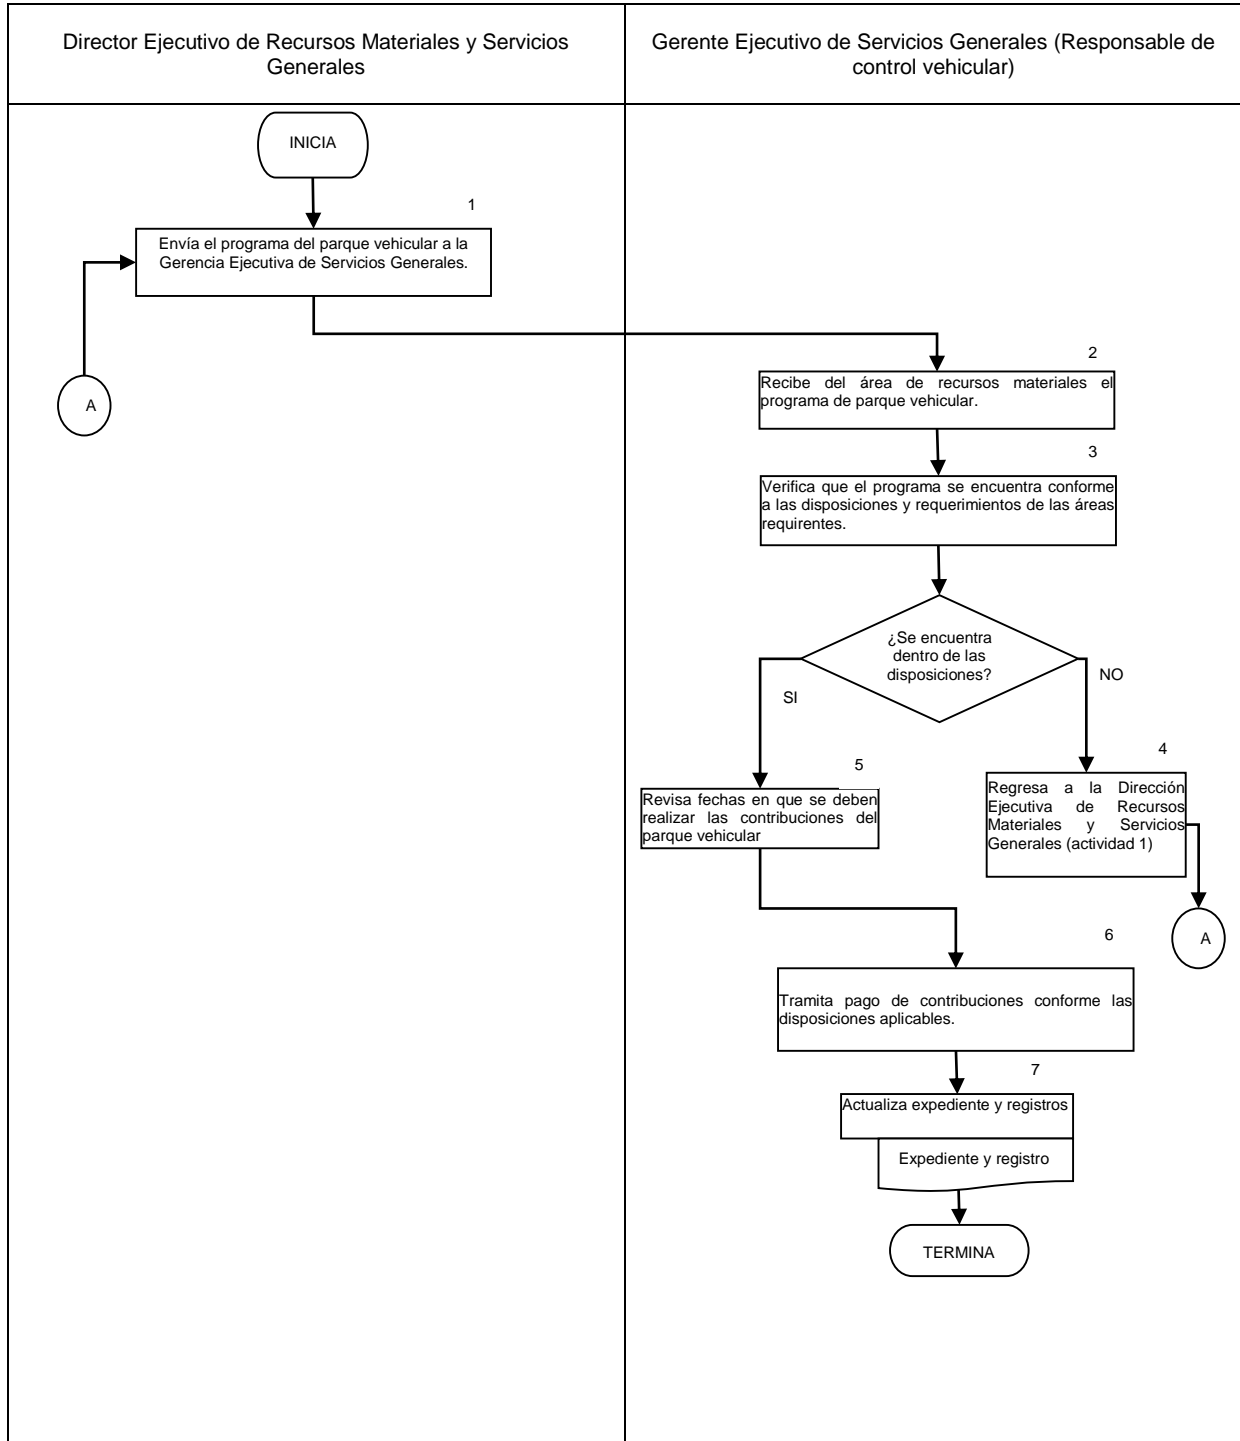 Director Ejecutivo de Recursos Materiales y Servicios
Generales
Gerente Ejecutivo de Servicios Generales (Responsable de
control vehicular)
INICIA
1
Envía el programa del parque vehicular a la
Gerencia Ejecutiva de Servicios Generales.
A
2
Recibe del área de recursos materiales el
programa de parque vehicular.
3
Verifica que el programa se encuentra conforme
a las disposiciones y requerimientos de las áreas
requirentes.
¿Se encuentra
dentro de las
disposiciones?
SI
NO
4
Regresa a la Dirección
Ejecutiva de Recursos
Materiales y Servicios
Generales (actividad 1)
A
5
Revisa fechas en que se deben
realizar las contribuciones del
parque vehicular
6
Tramita pago de contribuciones conforme las
disposiciones aplicables.
7
Actualiza expediente y registros
Expediente y registro
TERMINA